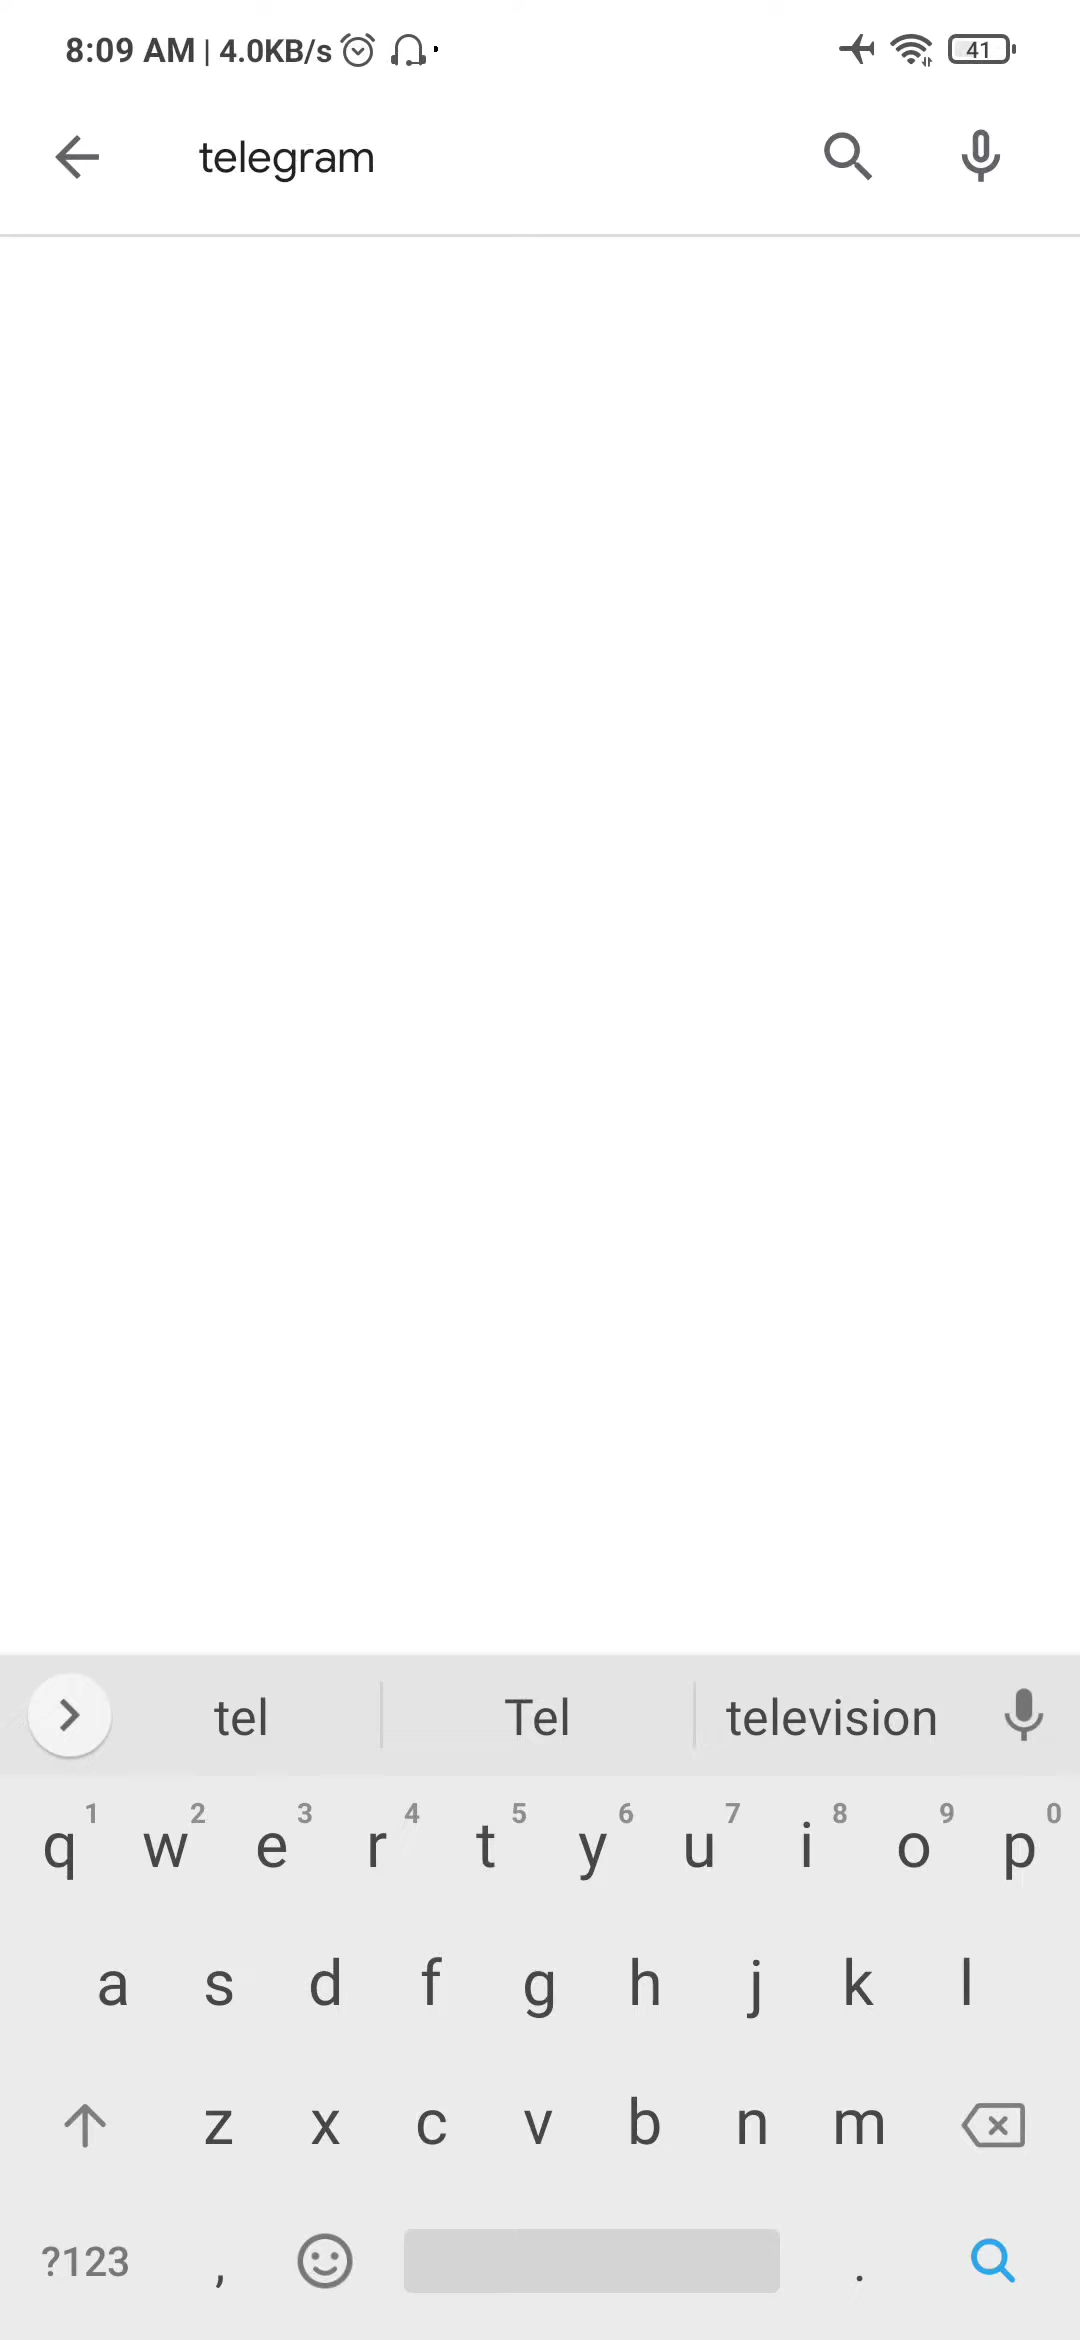 8:09 AM | 4.0KB/s 41
telegram
tel Tel television
1 2 3 4 5 6 7 8 9 0
q w e r t y u i o p
a s d f g h j k l
z x c v b n m
?123 , .